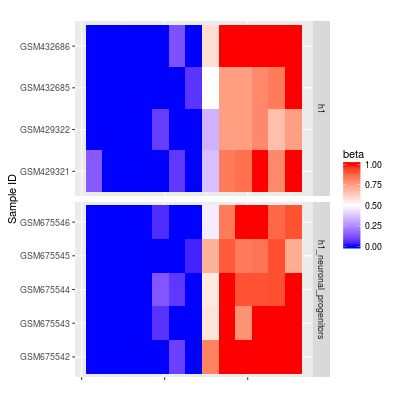 GSM432686
GSM432685
GSM429322
GSM429321
h1
GSM675546
GSM675545
GSM675544
GSM675543
GSM675542
h1_neuronal_progenitors
Sample ID
beta
1.00
0.75
0.50
0.25
0.00